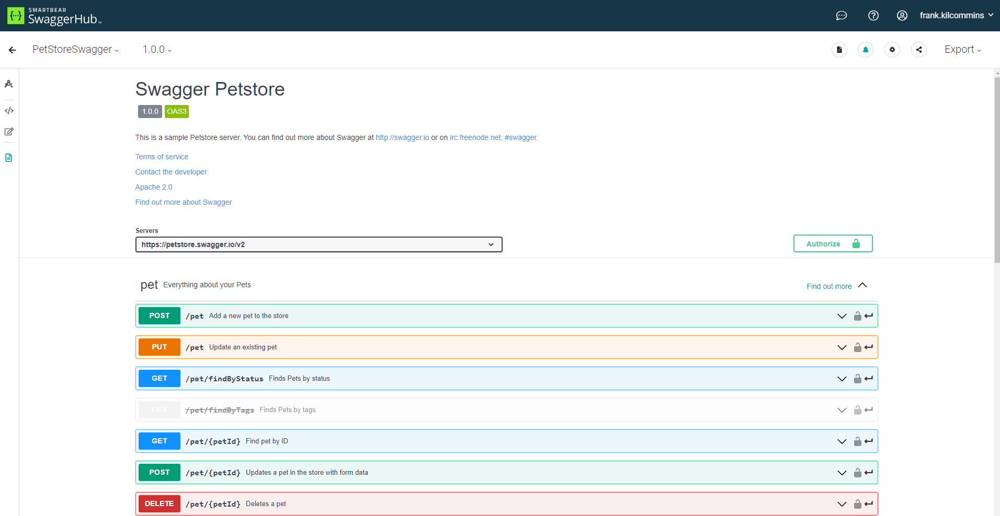 SMARTBEAR
SwaggerHub™
frank.kilcommins
PetStoreSwagger
1.0.0
Export
Swagger Petstore
1.0.0 OAS3
This is a sample Petstore server. You can find out more about Swagger at http://swagger.io or on irc.freenode.net, #swagger.
Terms of service
Contact the developer
Apache 2.0
Find out more about Swagger
Servers
https://petstore.swagger.io/v2
Authorize
pet Everything about your Pets
Find out more
POST /pet Add a new pet to the store
PUT /pet Update an existing pet
GET /pet/findByStatus Finds Pets by status
GET /pet/findByTags Finds Pets by tags
GET /pet/{petId} Find pet by ID
POST /pet/{petId} Updates a pet in the store with form data
DELETE /pet/{petId} Deletes a pet